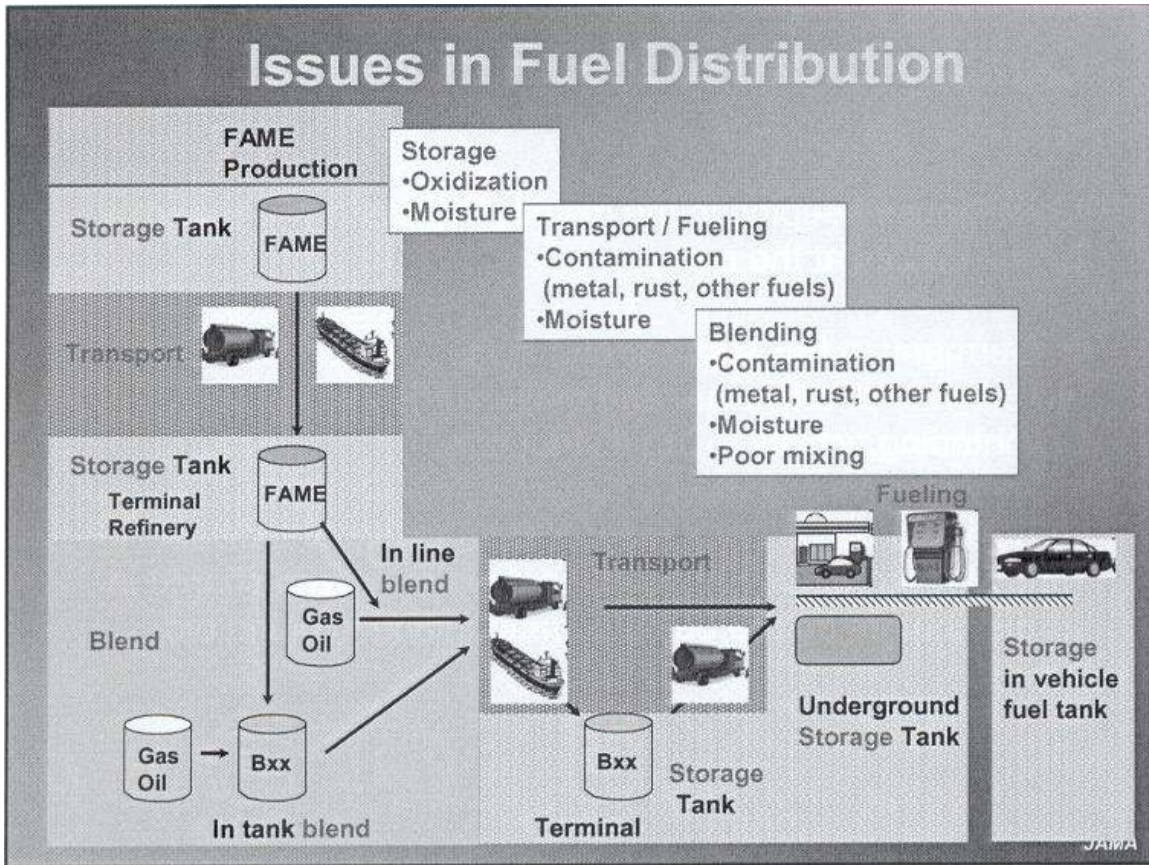 Issues in Fuel Distribution
FAME
Production
Storage
•Oxidization
•Moisture
Storage Tank
FAME
Transport / Fueling
•Contamination
(metal, rust, other fuels)
•Moisture
Transport
Blending
•Contamination
(metal, rust, other fuels)
•Moisture
•Poor mixing
Storage Tank
Terminal
Refinery
FAME
Fueling
In line
blend
Transport
Gas
Oil
Blend
Storage
in vehicle
fuel tank
Underground
Storage Tank
Gas
Oil
Bxx
Bxx
Storage
Tank
In tank blend
Terminal
JAMA